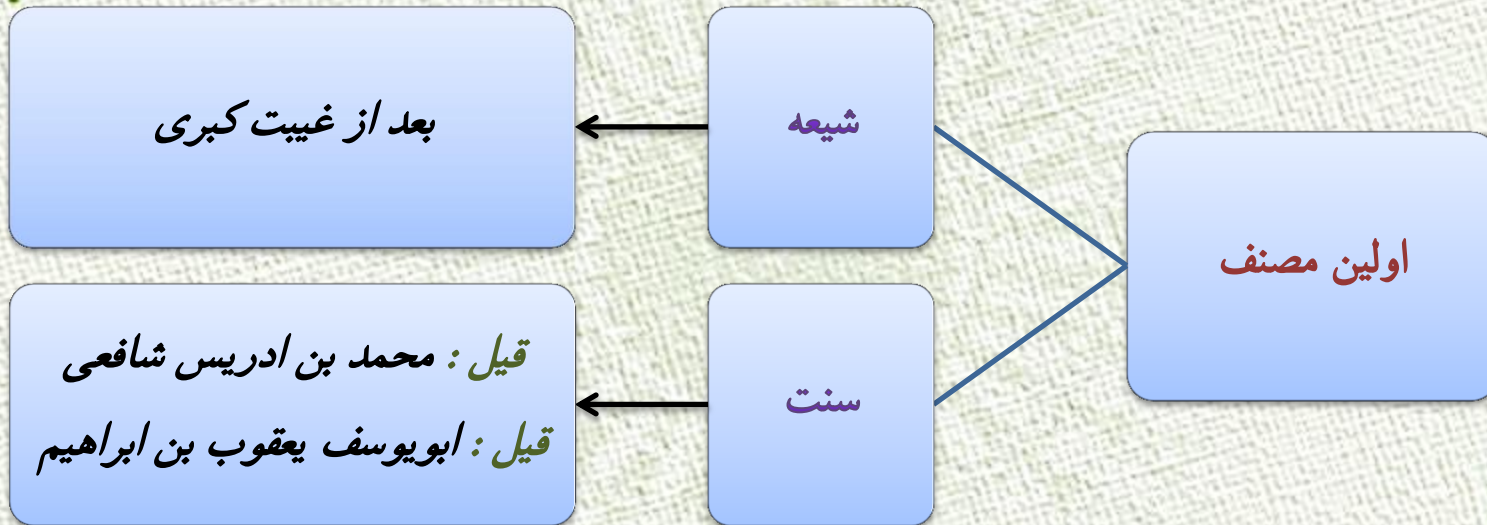 اولین مصنف
شیعه
بعد از غیبت کبری
سنت
قیل : محمد بن ادریس شافعی
قیل : ابویوسف یعقوب بن ابراهیم